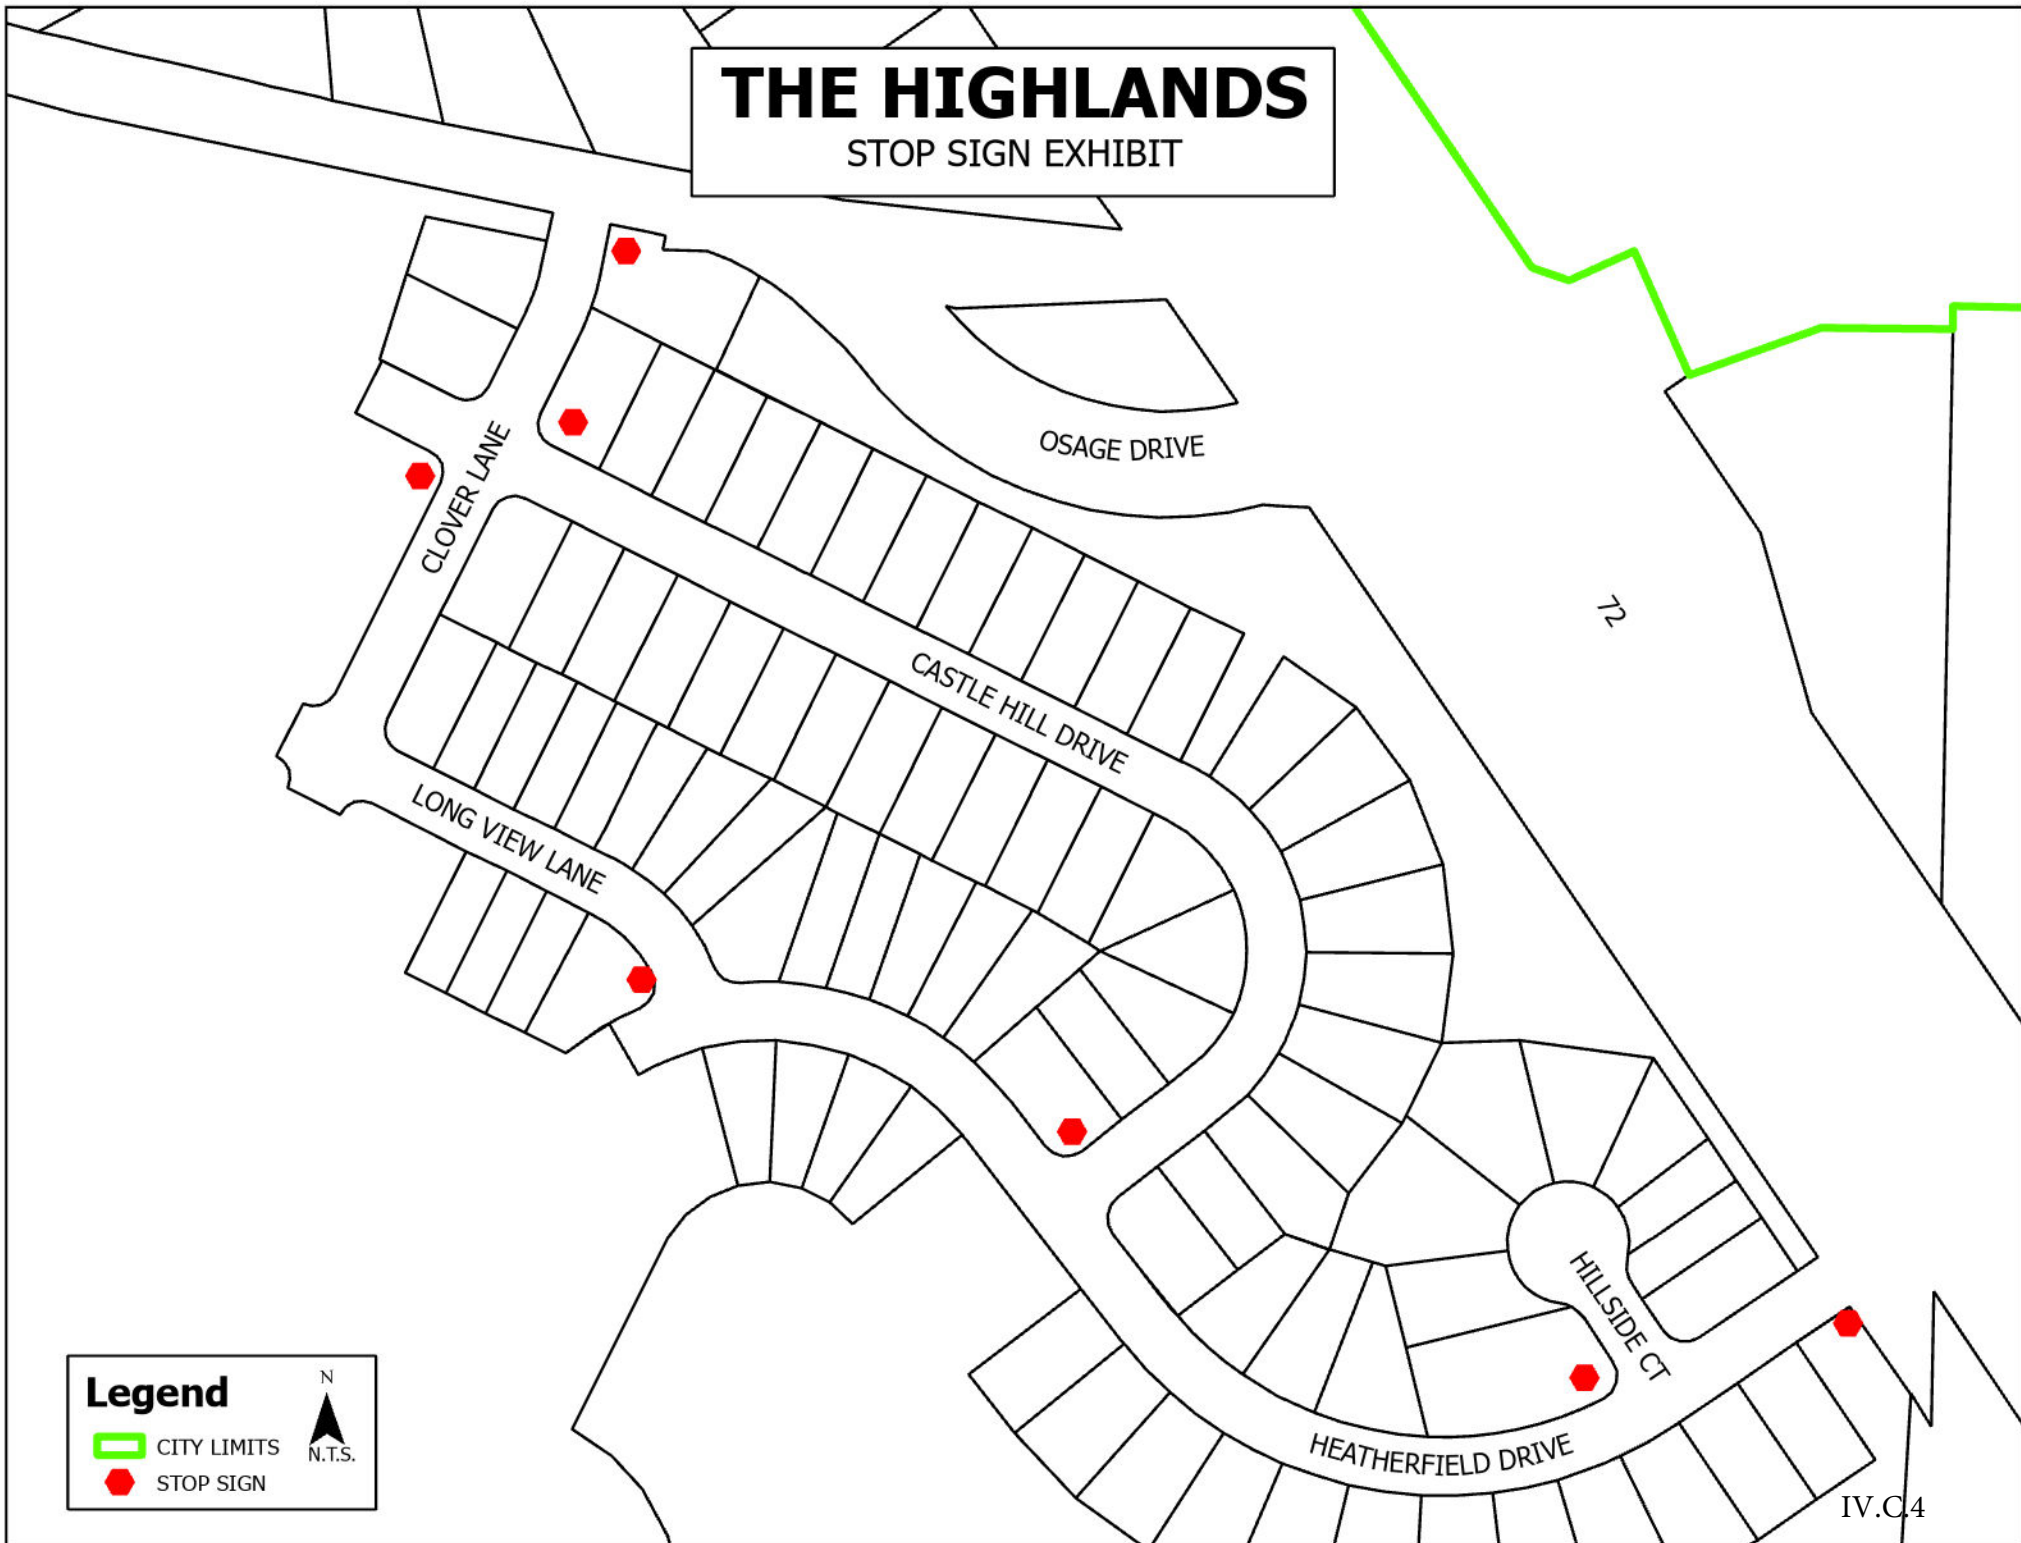 THE HIGHLANDS
STOP SIGN EXHIBIT
OSAGE DRIVE
CLOVER LANE
72
CASTLE HILL DRIVE
LONG VIEW LANE
HILLSIDE CT
HEATHERFIELD DRIVE
Legend
N
CITY LIMITS
N.T.S.
STOP SIGN
IV.C.4